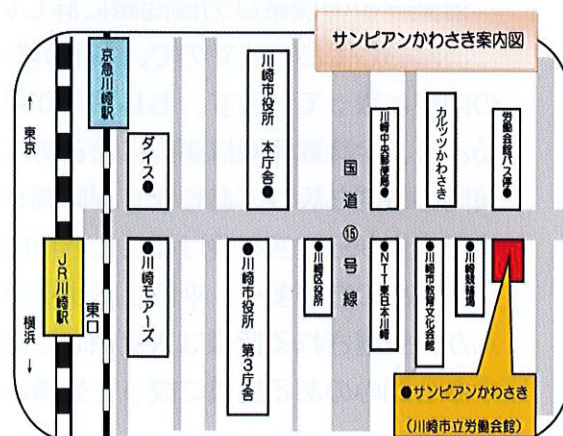 サンピアンかわさき案内図
京急川崎駅
↑
東京
JR川崎駅
横浜
↓
東口
ダイス●
川崎市役所 本庁舎●
国道⑮号線
川崎中央郵便局●
カルッツかわさき
労働会館バス停●
●川崎モアーズ
●川崎市役所 第3庁舎
●川崎区役所
●NTT東日本川崎
●川崎市教育文化会館
●川崎競輪場
●サンピアンかわさき
(川崎市立労働会館)